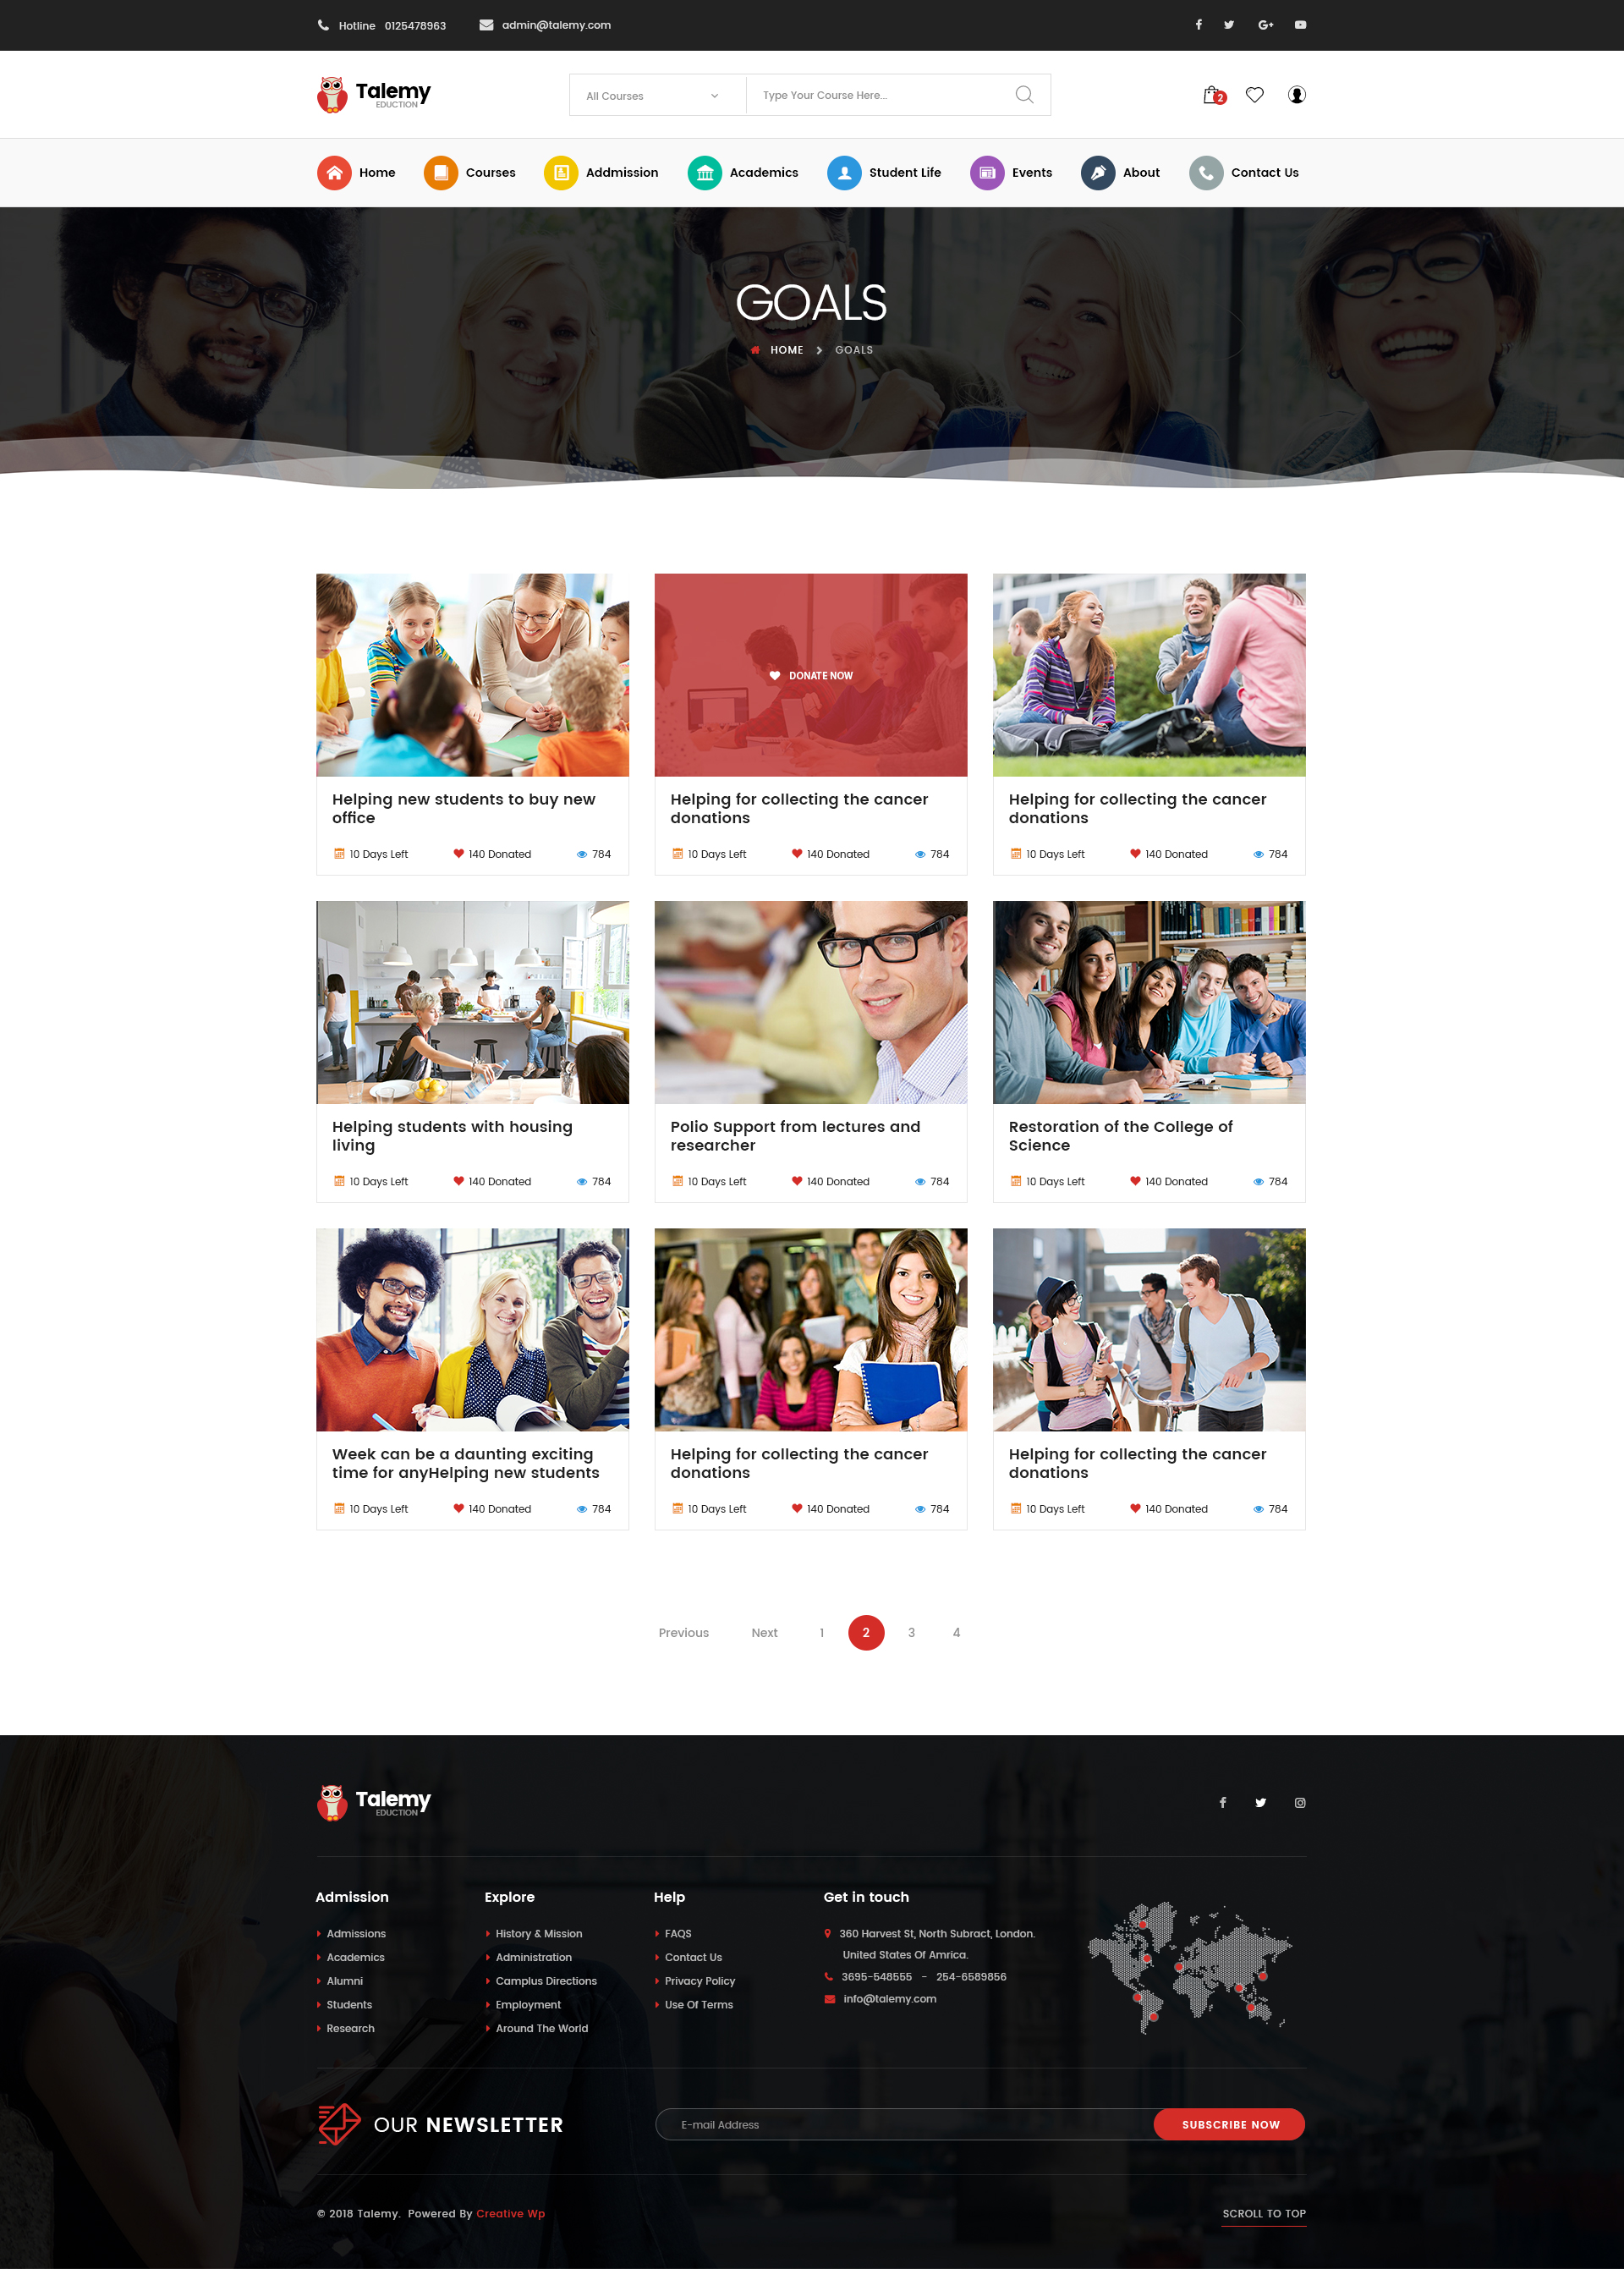 Hotline 0125478963 admin@talemy.com
Talemy
EDUCTION
All Courses
Type Your Course Here...
2
Home Courses Addmission Academics Student Life Events About Contact Us
GOALS
HOME GOALS
Helping new students to buy new
office
10 Days Left 140 Donated 784
DONATE NOW
Helping for collecting the cancer
donations
10 Days Left 140 Donated 784
Helping for collecting the cancer
donations
10 Days Left 140 Donated 784
Helping students with housing
living
10 Days Left 140 Donated 784
Polio Support from lectures and
researcher
10 Days Left 140 Donated 784
Restoration of the College of
Science
10 Days Left 140 Donated 784
Week can be a daunting exciting
time for anyHelping new students
10 Days Left 140 Donated 784
Helping for collecting the cancer
donations
10 Days Left 140 Donated 784
Helping for collecting the cancer
donations
10 Days Left 140 Donated 784
Previous Next 1 2 3 4
Talemy
EDUCTION
Admission
Admissions
Academics
Alumni
Students
Research
Explore
History & Mission
Administration
Camplus Directions
Employment
Around The World
Help
FAQS
Contact Us
Privacy Policy
Use Of Terms
Get in touch
360 Harvest St, North Subract, London.
United States Of Amrica.
3695-548555 - 254-6589856
info@talemy.com
OUR NEWSLETTER
E-mail Address
SUBSCRIBE NOW
© 2018 Talemy. Powered By Creative Wp
SCROLL TO TOP